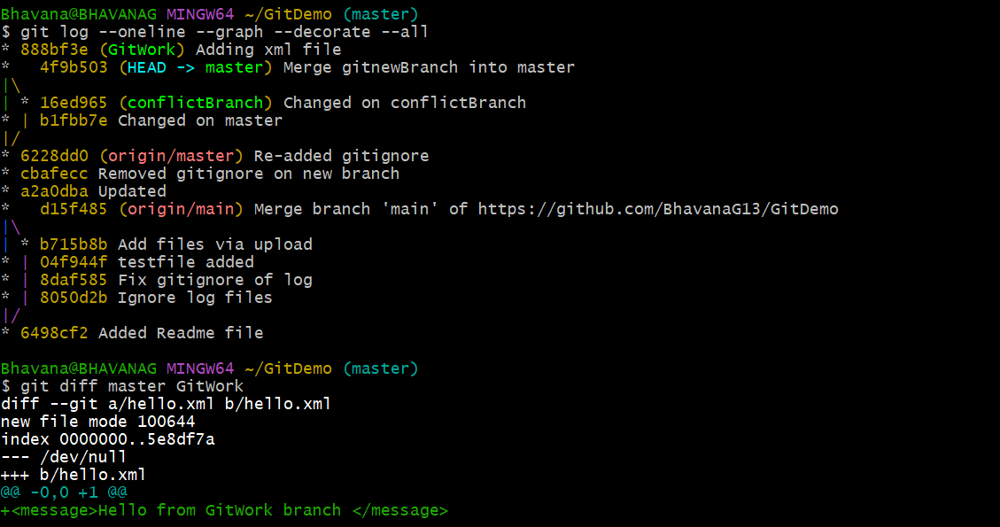 Bhavana@BHAVANAG MINGW64 ~/GitDemo (master)
$ git log --oneline --graph --decorate --all
* 888bf3e (GitWork) Adding xml file
*   4f9b503 (HEAD -> master) Merge gitnewBranch into master
|\
| * 16ed965 (conflictBranch) Changed on conflictBranch
* | b1fbb7e Changed on master
|/
* 6228dd0 (origin/master) Re-added gitignore
* cbafecc Removed gitignore on new branch
* a2a0dba Updated
*   d15f485 (origin/main) Merge branch 'main' of https://github.com/BhavanaG13/GitDemo
|\
| * b715b8b Add files via upload
* | 04f944f testfile added
* | 8daf585 Fix gitignore of log
* | 8050d2b Ignore log files
|/
* 6498cf2 Added Readme file
Bhavana@BHAVANAG MINGW64 ~/GitDemo (master)
$ git diff master GitWork
diff --git a/hello.xml b/hello.xml
new file mode 100644
index 0000000..5e8df7a
--- /dev/null
+++ b/hello.xml
@@ -0,0 +1 @@
+<message>Hello from GitWork branch </message>